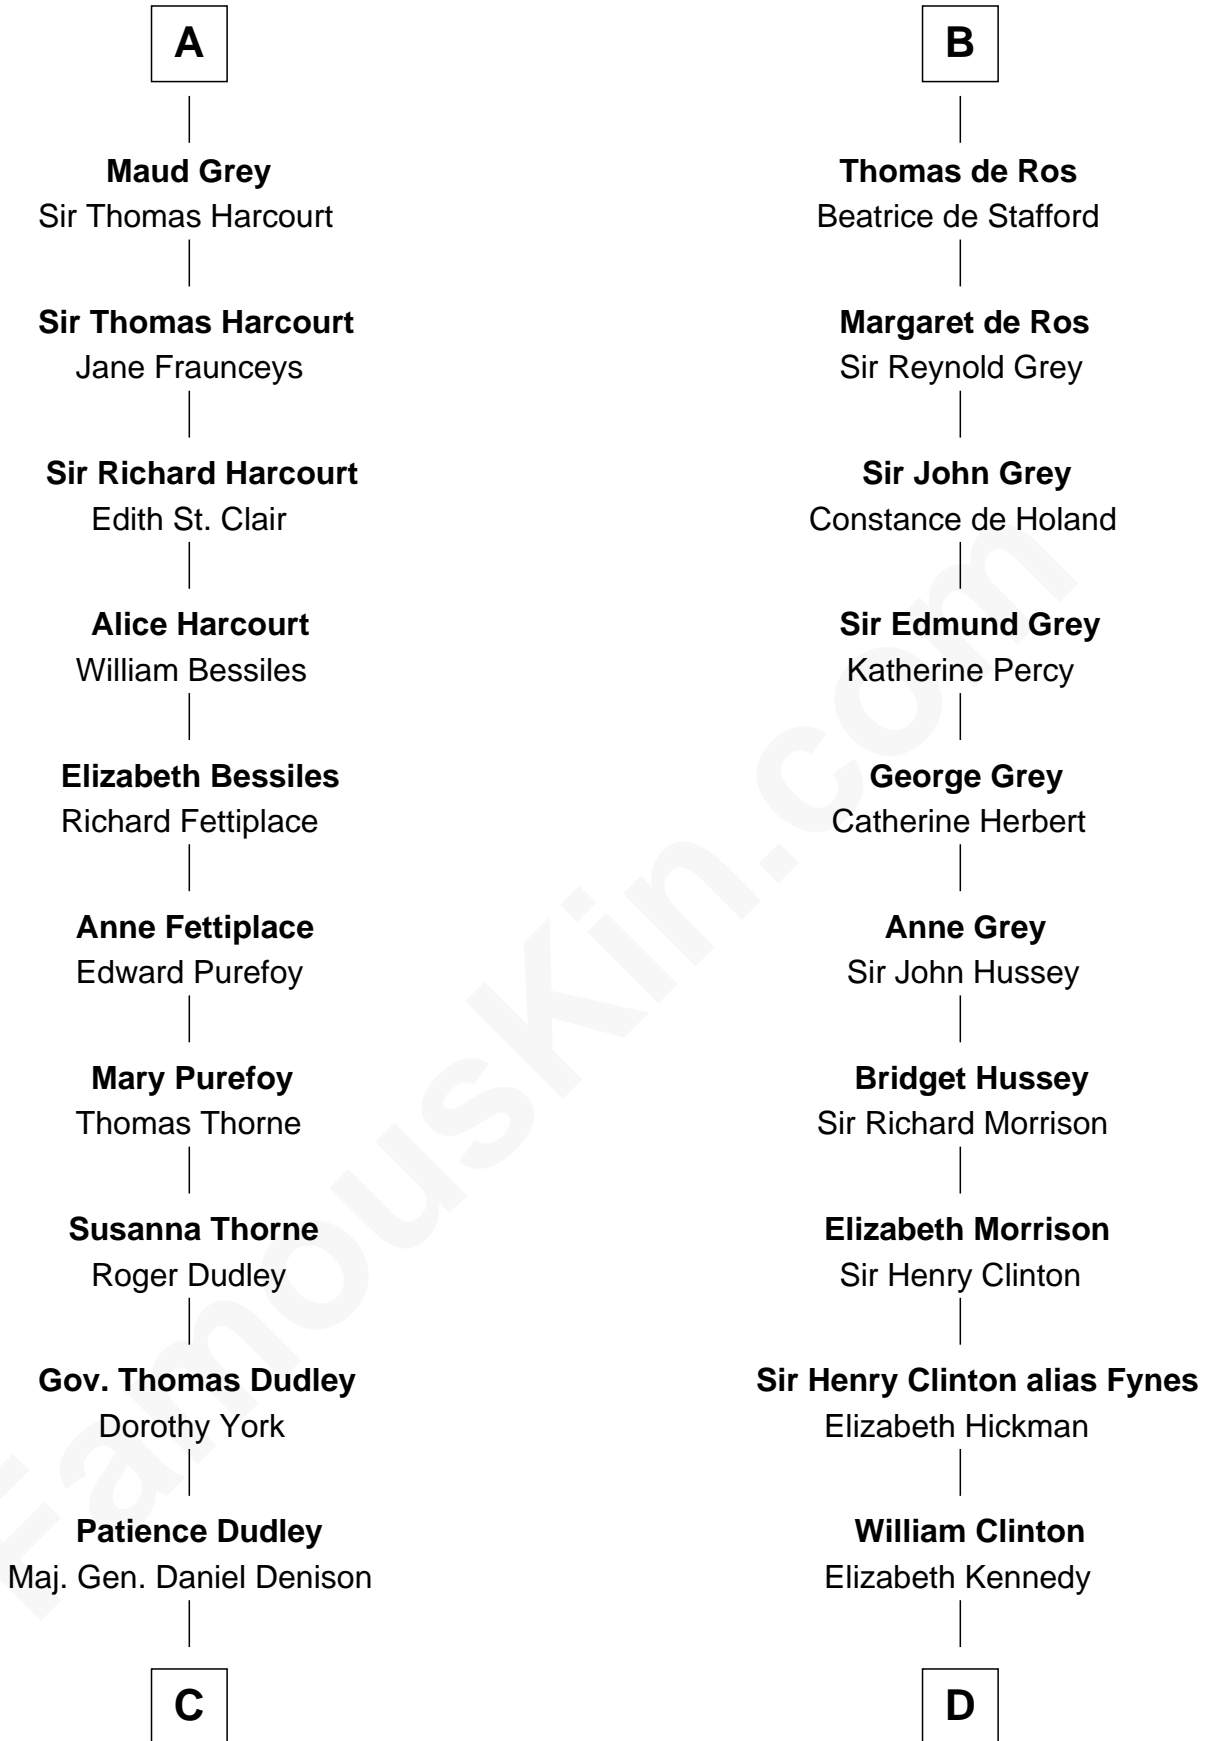 A
Maud Grey
Sir Thomas Harcourt
Sir Thomas Harcourt
Jane Fraunceys
Sir Richard Harcourt
Edith St. Clair
Alice Harcourt
William Bessiles
Elizabeth Bessiles
Richard Fettiplace
Anne Fettiplace
Edward Purefoy
Mary Purefoy
Thomas Thorne
Susanna Thorne
Roger Dudley
Gov. Thomas Dudley
Dorothy York
Patience Dudley
Maj. Gen. Daniel Denison
C
B
Thomas de Ros
Beatrice de Stafford
Margaret de Ros
Sir Reynold Grey
Sir John Grey
Constance de Holand
Sir Edmund Grey
Katherine Percy
George Grey
Catherine Herbert
Anne Grey
Sir John Hussey
Bridget Hussey
Sir Richard Morrison
Elizabeth Morrison
Sir Henry Clinton
Sir Henry Clinton alias Fynes
Elizabeth Hickman
William Clinton
Elizabeth Kennedy
D
FamousKin.com